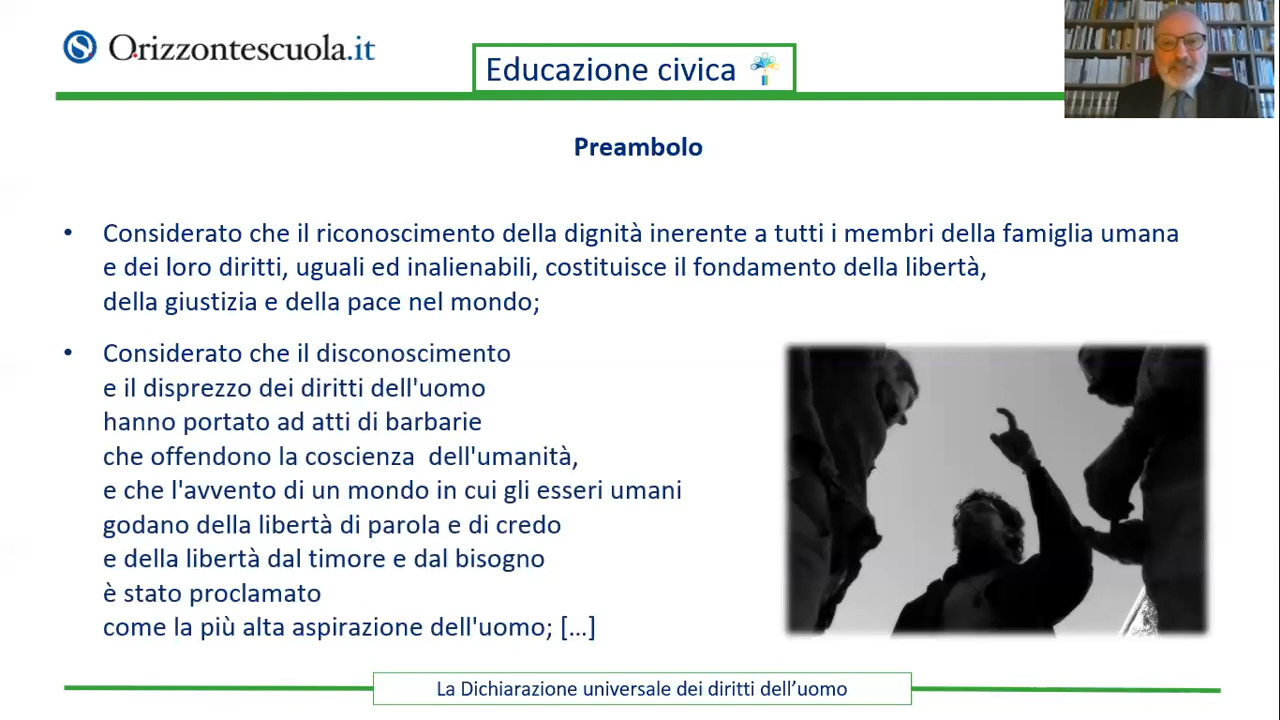 Orizzontescuola.it
Educazione civica
Preambolo
• Considerato che il riconoscimento della dignità inerente a tutti i membri della famiglia umana
e dei loro diritti, uguali ed inalienabili, costituisce il fondamento della libertà,
della giustizia e della pace nel mondo;
• Considerato che il disconoscimento
e il disprezzo dei diritti dell'uomo
hanno portato ad atti di barbarie
che offendono la coscienza dell'umanità,
e che l'avvento di un mondo in cui gli esseri umani
godano della libertà di parola e di credo
e della libertà dal timore e dal bisogno
è stato proclamato
come la più alta aspirazione dell'uomo; [...]
La Dichiarazione universale dei diritti dell’uomo